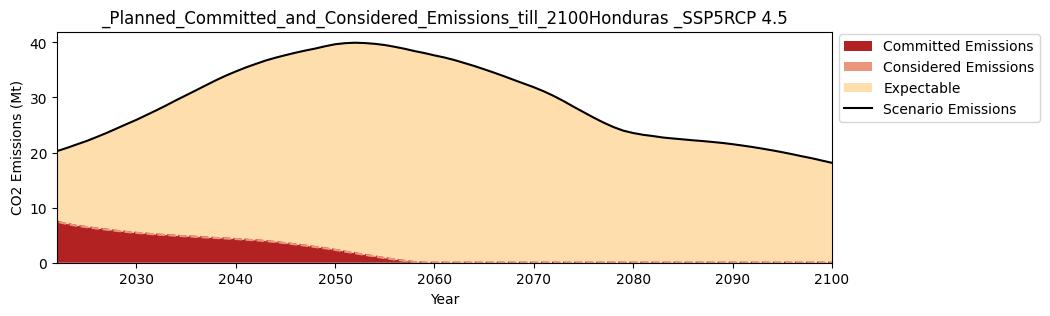 _Planned_Committed_and_Considered_Emissions_till_2100Honduras _SSP5RCP 4.5
CO2 Emissions (Mt)
40
30
20
10
0
2030 2040 2050 2060 2070 2080 2090 2100
Year
Committed Emissions
Considered Emissions
Expectable
Scenario Emissions